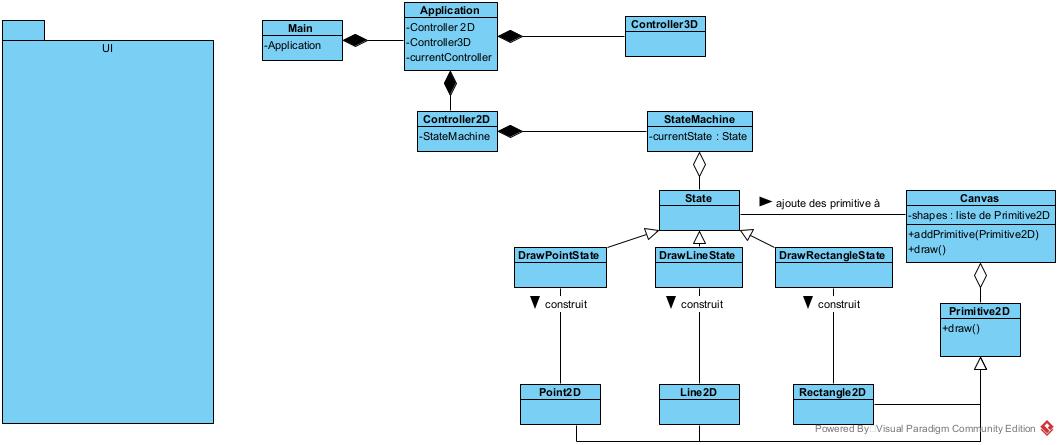 UI
Main
-Application
Application
-Controller 2D
-Controller3D
-currentController
Controller3D
Controller2D
-StateMachine
StateMachine
-currentState : State
State
ajoute des primitive à
Canvas
-shapes : liste de Primitive2D
+addPrimitive(Primitive2D)
+draw()
DrawPointState
DrawLineState
DrawRectangleState
construit
construit
construit
Primitive2D
+draw()
Point2D
Line2D
Rectangle2D
Powered By: Visual Paradigm Community Edition